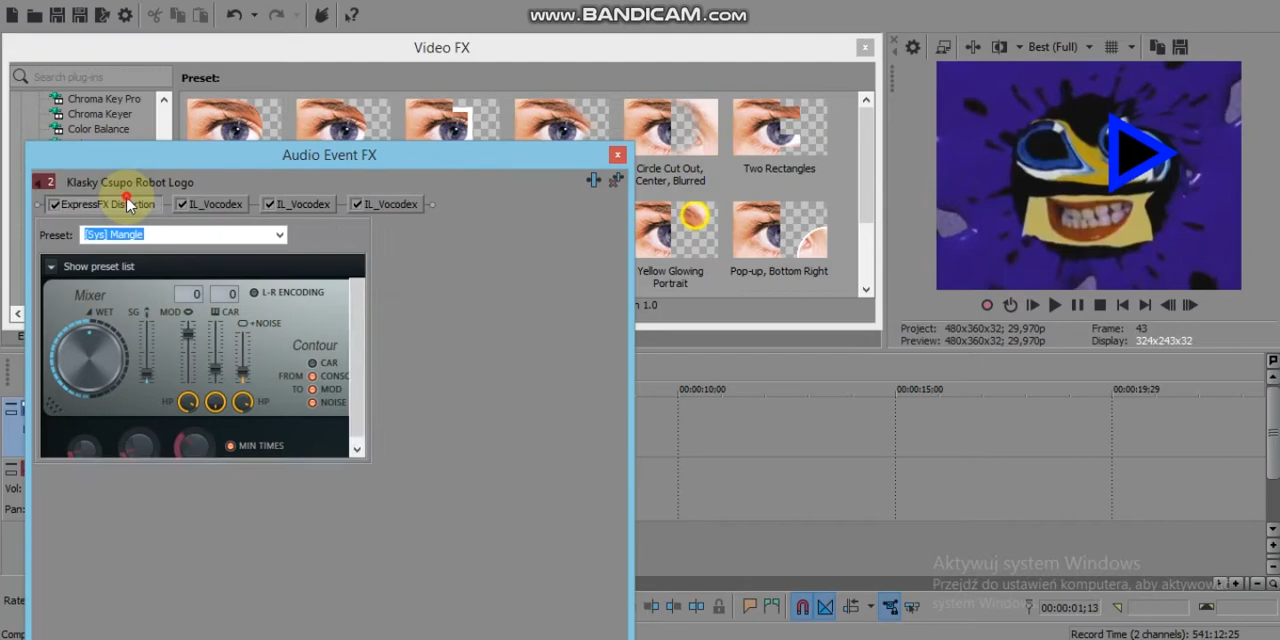 www.BANDICAM.com
Video FX
Search plug-ins
Preset:
Chroma Key Pro
Chroma Keyer
Color Balance
Circle Cut Out, Center, Blurred
Two Rectangles
Yellow Glowing Portrait
Pop-up, Bottom Right
1.0
Audio Event FX
2 Klasky Csupo Robot Logo
ExpressFX Distortion
IL_Vocodex
IL_Vocodex
IL_Vocodex
Preset: [Sys] Mangle
Show preset list
Mixer 0 0 L-R ENCODING
WET SG MOD CAR
+NOISE
Contour
CAR
FROM
TO MOD
NOISE
HP HP
MIN TIMES
Best (Full)
Project: 480x360x32; 29,970p
Frame: 43
Preview: 480x360x32; 29,970p
Display: 324x243x32
00:00:10;00
00:00:15;00
00:00:19;29
Vol:
Pan:
Aktywuj system Windows
Przejdź do ustawień komputera, aby aktywować
system Windows
Rate
00:00:01;13
Record Time (2 channels): 541:12:25